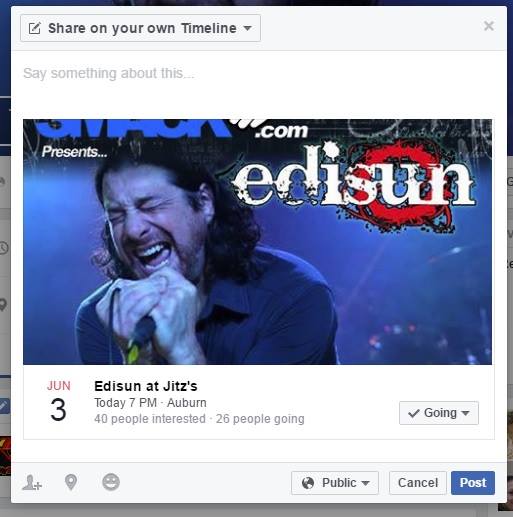 Share on your own Timeline
Say something about this...
SMACK
.com
Presents...
edisun
JUN
3
Edisun at Jitz's
Today 7 PM · Auburn
40 people interested · 26 people going
Going
Public
Cancel
Post